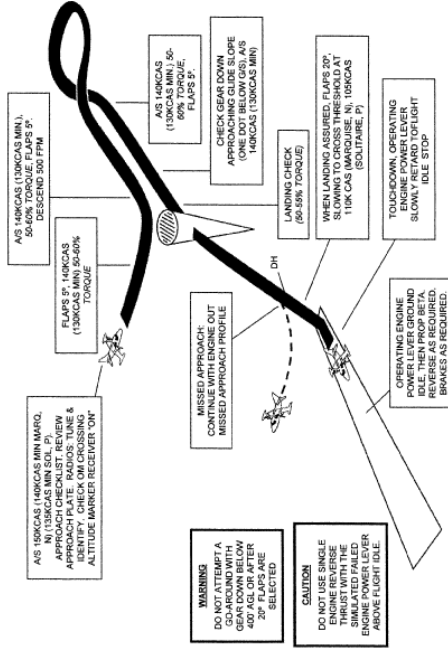 A/S 140KCAS (130KCAS MIN.),
50-60% TORQUE, FLAPS 5°.
DESCEND 500 FPM
A/S 140KCAS
(130KCAS MIN.) 50-
60% TORQUE,
FLAPS 5°.
FLAPS 5°, 140KCAS
(130KCAS MIN) 50-60%
TORQUE
CHECK GEAR DOWN
APPROACHING GLIDE SLOPE
(ONE DOT BELOW G/S), A/S
140KCAS (130KCAS MIN)
A/S 150KCAS (140KCAS MIN MARQ,
N) (135KCAS MIN SOL, P).
APPROACH CHECKLIST. REVIEW
APPROACH PLATE. RADIOS: TUNE &
IDENTIFY. CHECK OM CROSSING
ALTITUDE MARKER RECEIVER "ON"
LANDING CHECK
(50-55% TORQUE)
MISSED APPROACH:
CONTINUE WITH ENGINE OUT
MISSED APPROACH PROFILE
DH
WHEN LANDING ASSURED, FLAPS 20°,
SLOWING TO CROSS THRESHOLD AT
110K CAS (MARQUISE, N), 105KCAS
(SOLITAIRE, P)
WARNING
DO NOT ATTEMPT A
GO-AROUND WITH
GEAR DOWN BELOW
400' AGL OR AFTER
20° FLAPS ARE
SELECTED
TOUCHDOWN, OPERATING
ENGINE POWER LEVER
SLOWLY RETARD TOFLIGHT
IDLE STOP
CAUTION
DO NOT USE SINGLE
ENGINE REVERSE
THRUST WITH THE
SIMULATED FAILED
ENGINE POWER LEVER
ABOVE FLIGHT IDLE.
OPERATING ENGINE
POWER LEVER GROUND
IDLE, THEN PROP BETA.
REVERSE AS REQUIRED.
BRAKES AS REQUIRED.